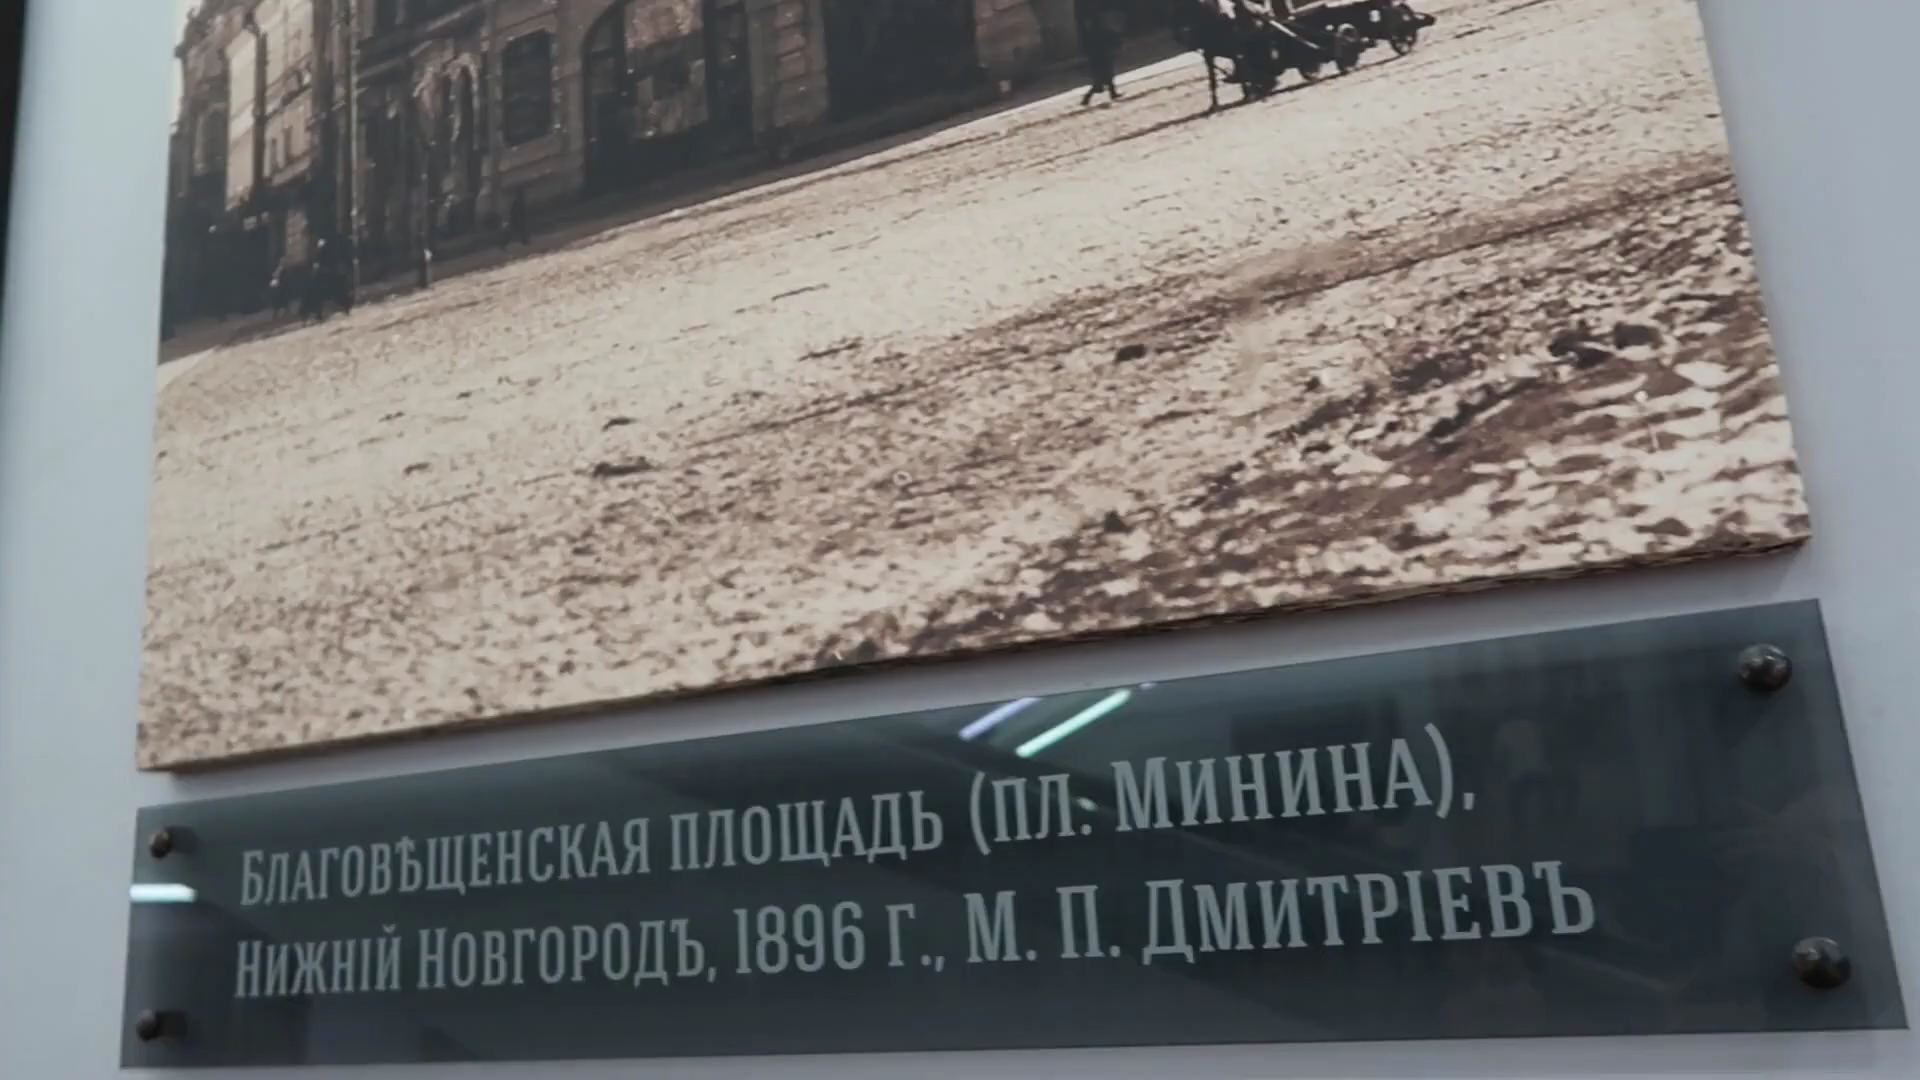 Благовѣщенская площадь (пл. Минина),
Нижній Новгородъ, 1896 г., М. П. Дмитріевъ